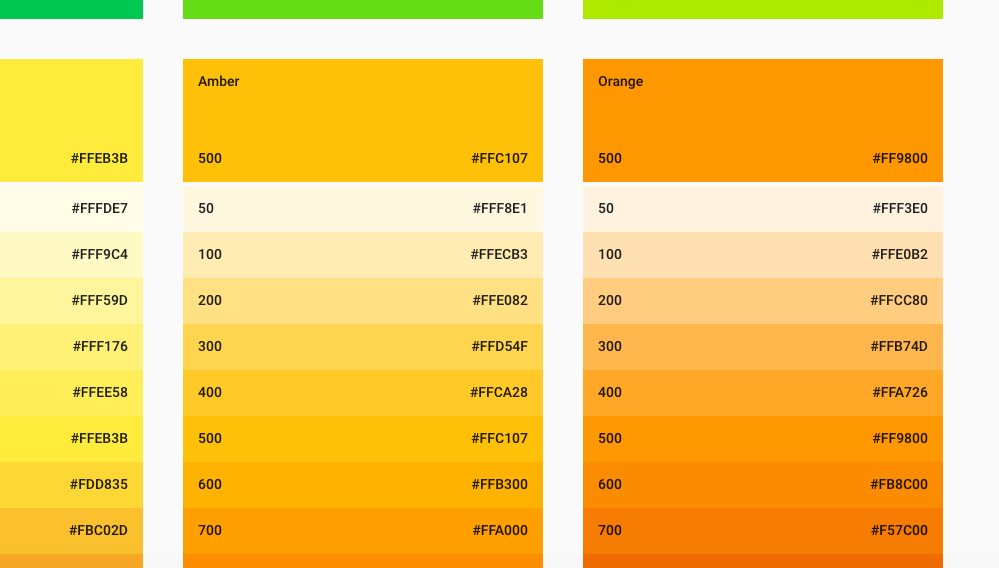 #FFEB3B
#FFFDE7
#FFF9C4
#FFF59D
#FFF176
#FFEE58
#FFEB3B
#FDD835
#FBC02D
Amber
500 #FFC107
50 #FFF8E1
100 #FFECB3
200 #FFE082
300 #FFD54F
400 #FFCA28
500 #FFC107
600 #FFB300
700 #FFA000
Orange
500 #FF9800
50 #FFF3E0
100 #FFE0B2
200 #FFCC80
300 #FFB74D
400 #FFA726
500 #FF9800
600 #FB8C00
700 #F57C00